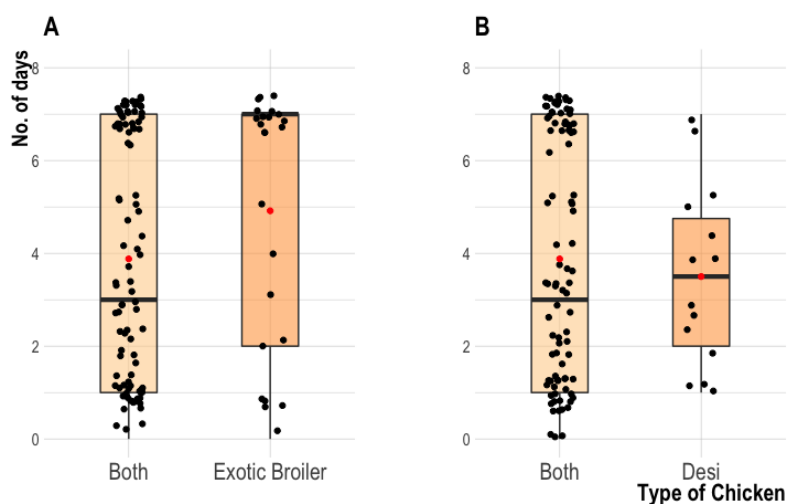 A
No. of days
8
6
4
2
0
Both Exotic Broiler
B
8
6
4
2
0
Both Desi
Type of Chicken